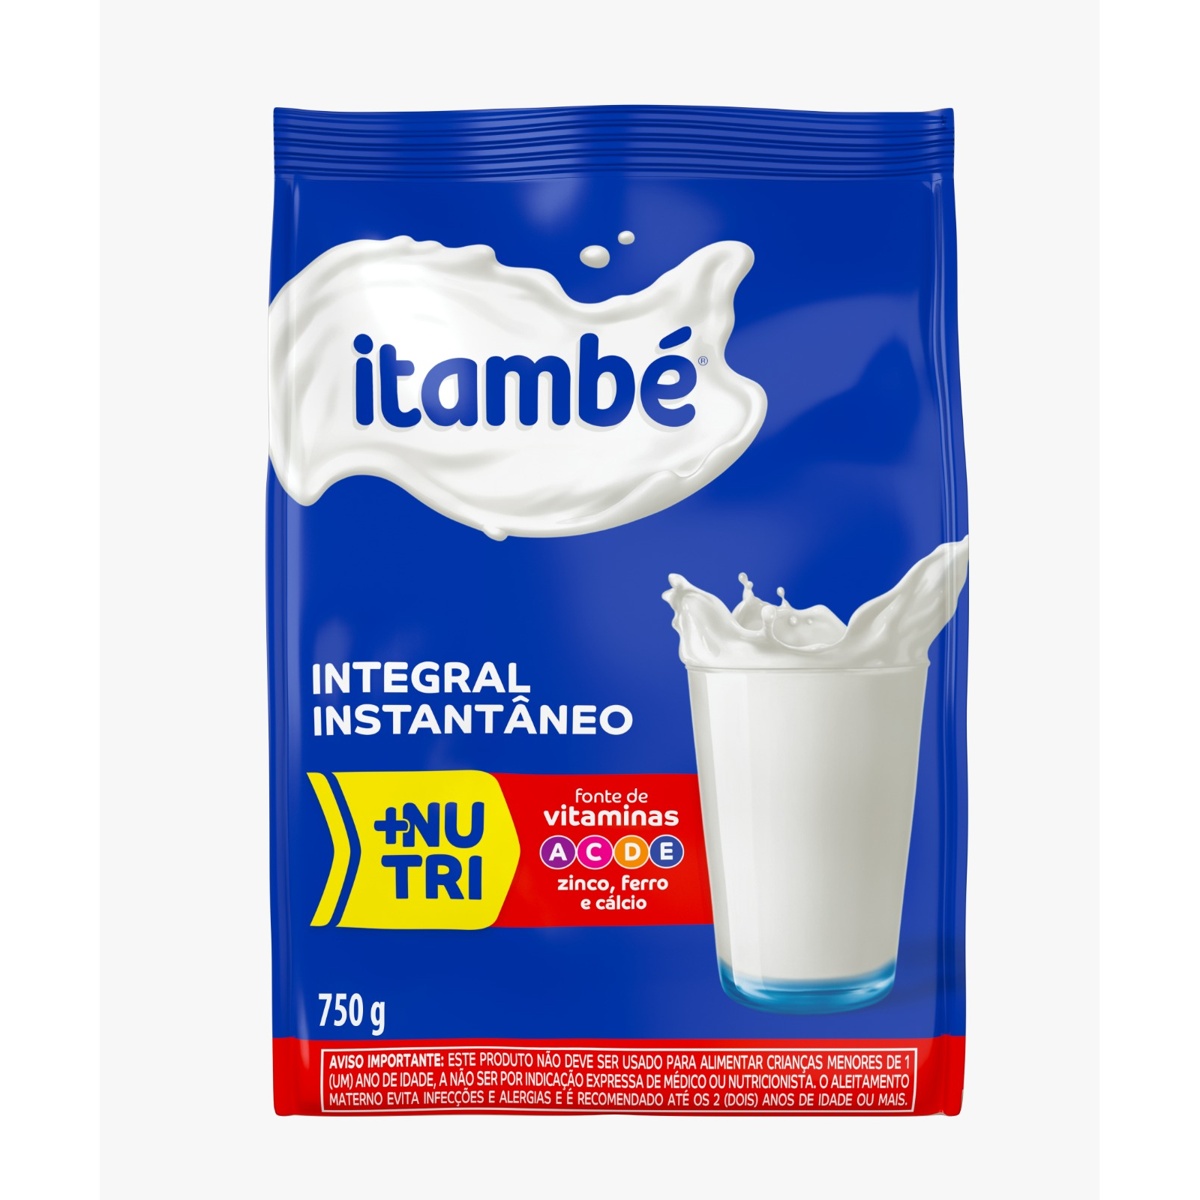 itambé®
INTEGRAL
INSTANTÂNEO
+NU
TRI
fonte de
vitaminas
A C D E
zinco, ferro
e cálcio
750 g
AVISO IMPORTANTE: ESTE PRODUTO NÃO DEVE SER USADO PARA ALIMENTAR CRIANÇAS MENORES DE 1
(UM) ANO DE IDADE, A NÃO SER POR INDICAÇÃO EXPRESSA DE MÉDICO OU NUTRICIONISTA. O ALEITAMENTO
MATERNO EVITA INFECÇÕES E ALERGIAS E É RECOMENDADO ATÉ OS 2 (DOIS) ANOS DE IDADE OU MAIS.